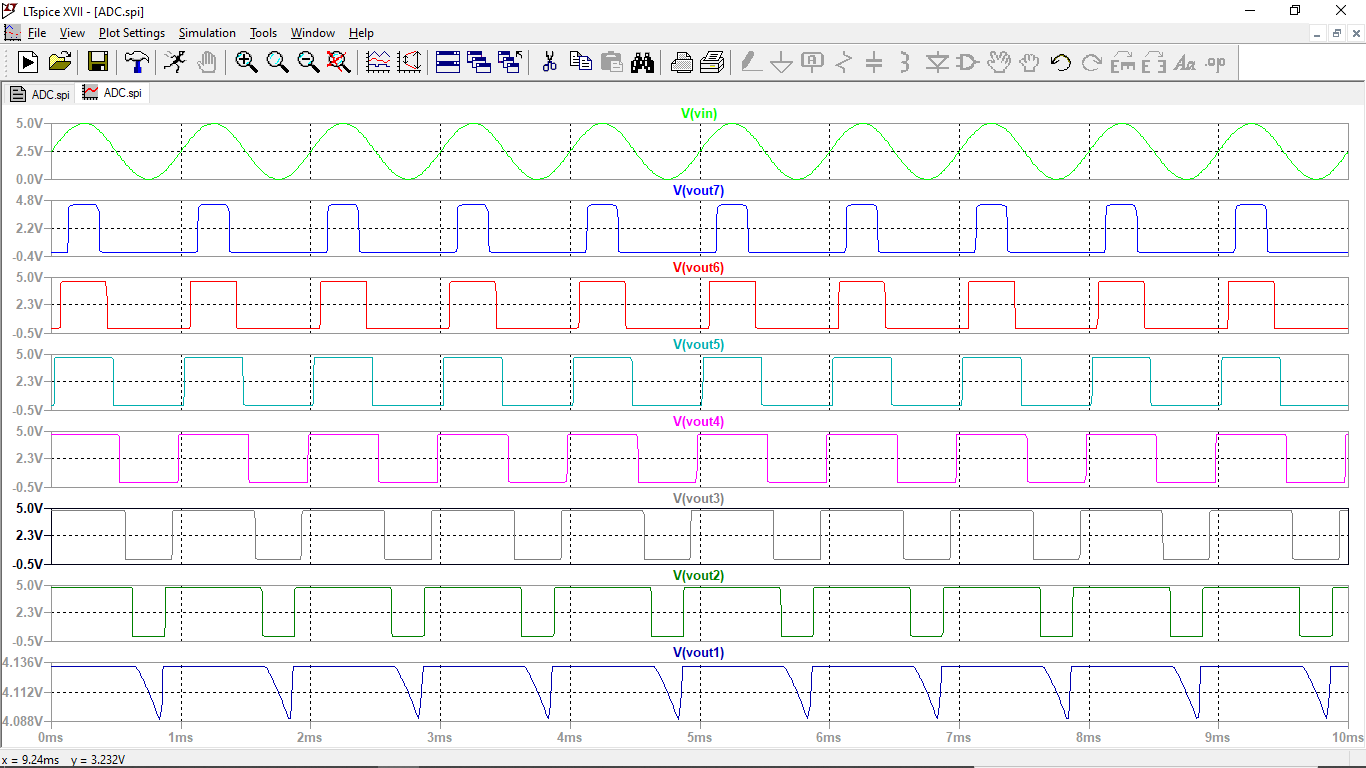 LTspice XVII - [ADC.spi]
File View Plot Settings Simulation Tools Window Help
ADC.spi ADC.spi
V(vin)
5.0V
2.5V
0.0V
V(vout7)
4.8V
2.2V
-0.4V
V(vout6)
5.0V
2.3V
-0.5V
V(vout5)
5.0V
2.3V
-0.5V
V(vout4)
5.0V
2.3V
-0.5V
V(vout3)
5.0V
2.3V
-0.5V
V(vout2)
5.0V
2.3V
-0.5V
V(vout1)
4.136V
4.112V
4.088V
0ms 1ms 2ms 3ms 4ms 5ms 6ms 7ms 8ms 9ms 10ms
x = 9.24ms y = 3.232V